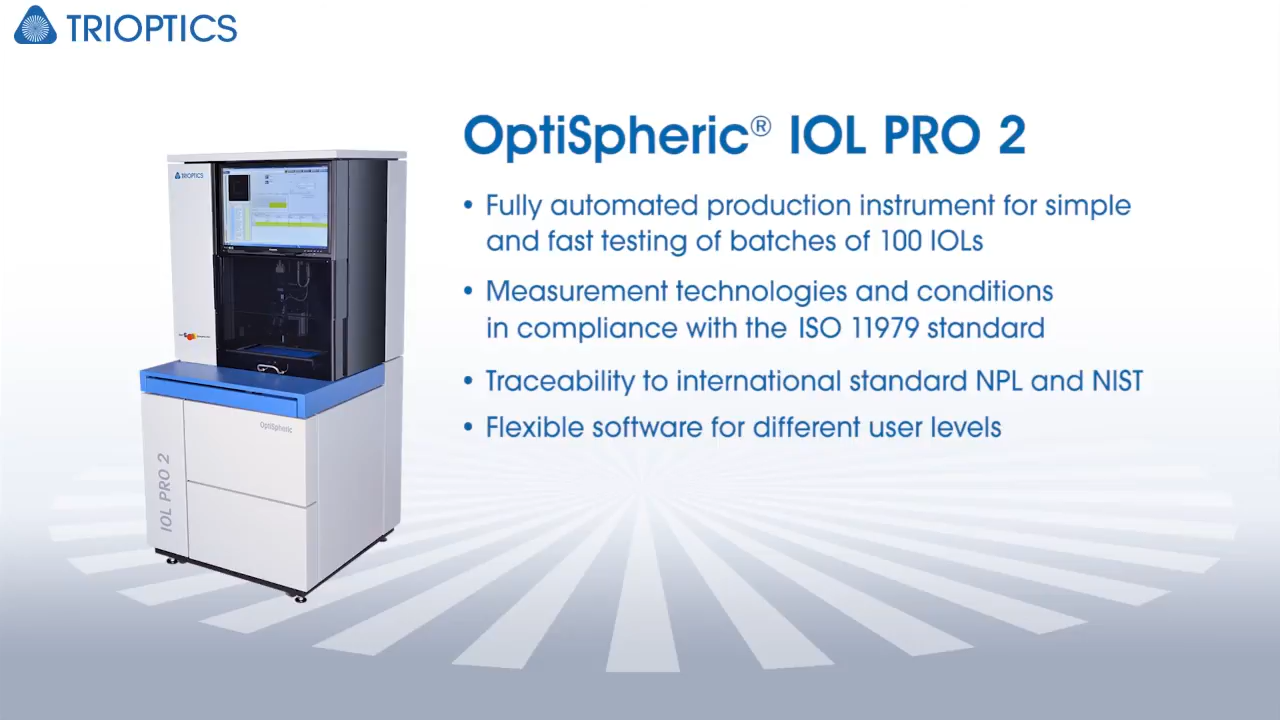 TRIOPTICS
OptiSpheric® IOL PRO 2
• Fully automated production instrument for simple
and fast testing of batches of 100 IOLs
• Measurement technologies and conditions
in compliance with the ISO 11979 standard
• Traceability to international standard NPL and NIST
• Flexible software for different user levels
TRIOPTICS
OptiSpheric
IOL PRO 2